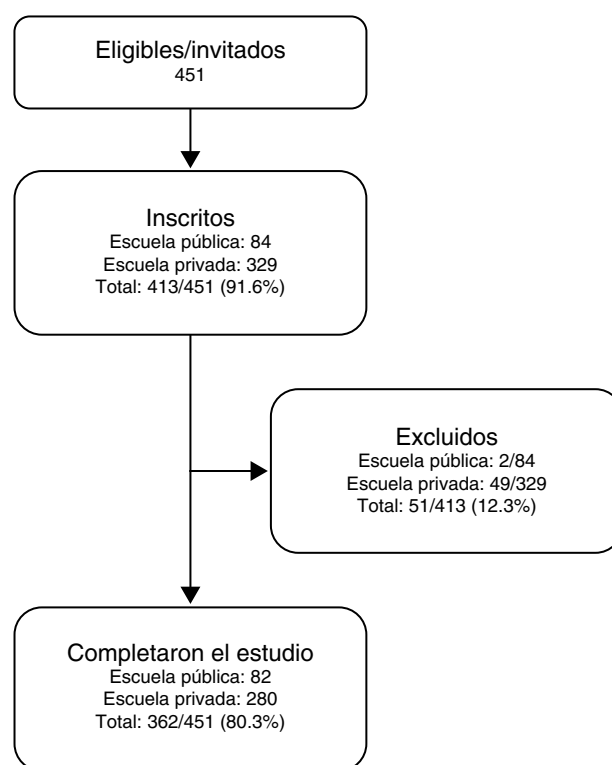 Eligibles/invitados
451
Inscritos
Escuela pública: 84
Escuela privada: 329
Total: 413/451 (91.6%)
Excluidos
Escuela pública: 2/84
Escuela privada: 49/329
Total: 51/413 (12.3%)
Completaron el estudio
Escuela pública: 82
Escuela privada: 280
Total: 362/451 (80.3%)